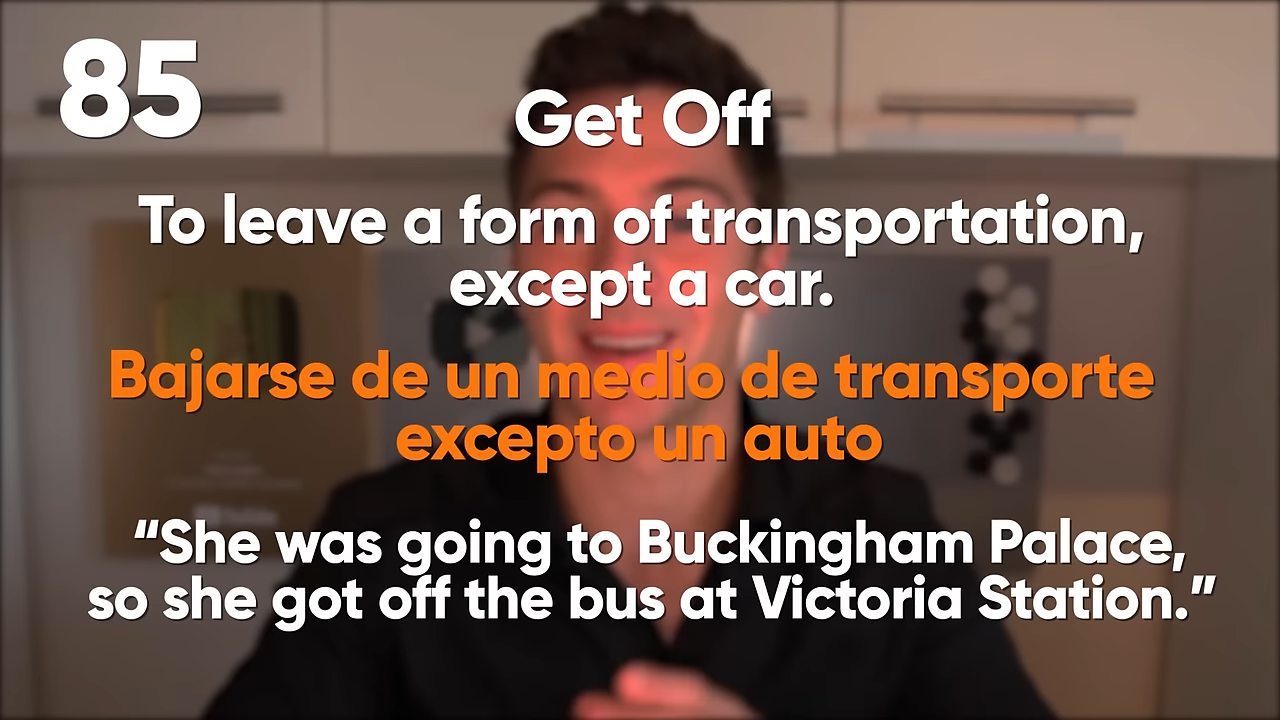 85
Get Off
To leave a form of transportation,
except a car.
Bajarse de un medio de transporte
excepto un auto
“She was going to Buckingham Palace,
so she got off the bus at Victoria Station.”